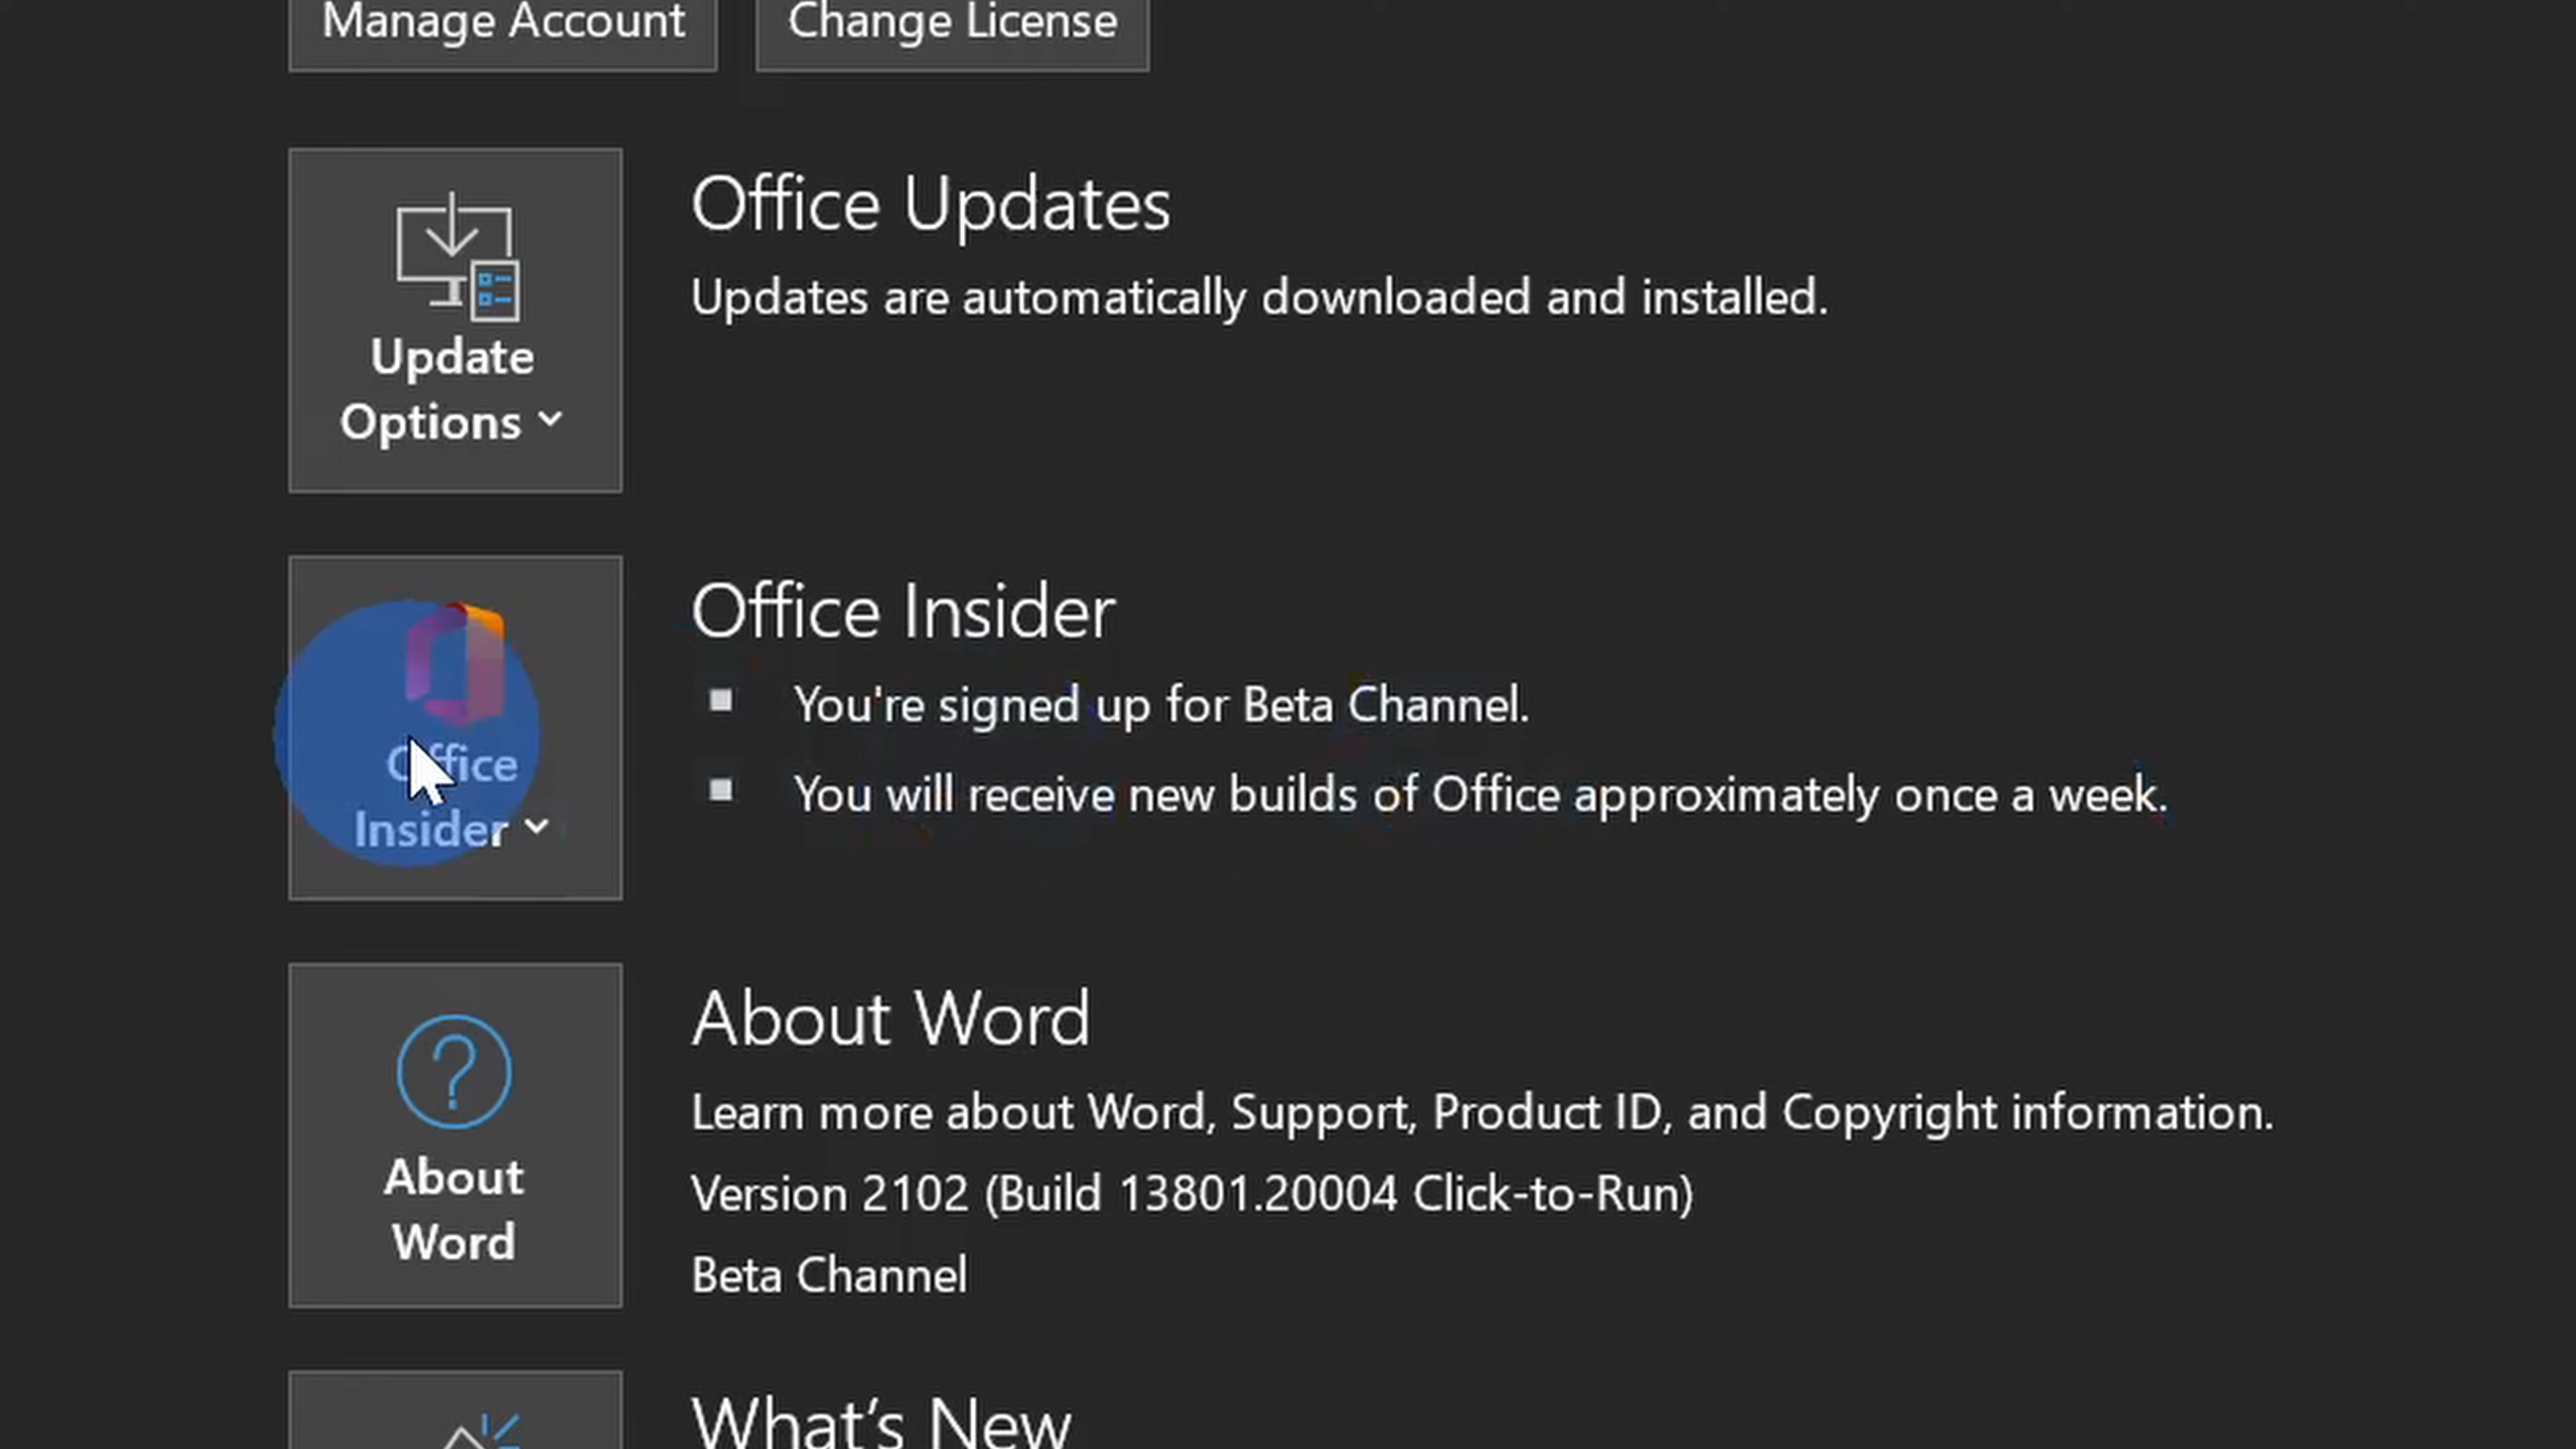 Manage Account
Change License
Update
Options
Office Updates
Updates are automatically downloaded and installed.
Office
Insider
Office Insider
You're signed up for Beta Channel.
You will receive new builds of Office approximately once a week.
About
Word
About Word
Learn more about Word, Support, Product ID, and Copyright information.
Version 2102 (Build 13801.20004 Click-to-Run)
Beta Channel
What’s New